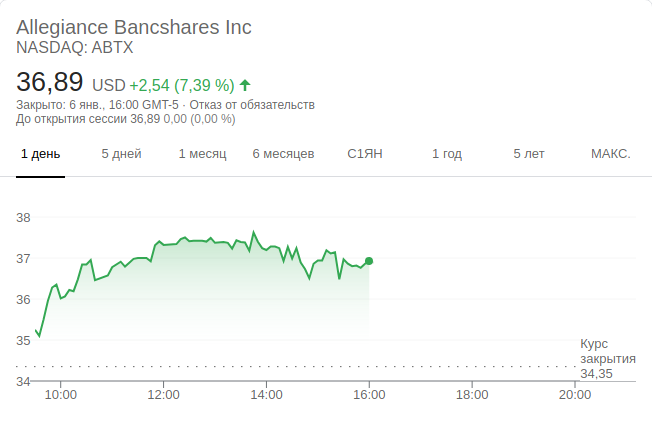 Allegiance Bancshares Inc
NASDAQ: ABTX
36,89 USD +2,54 (7,39 %)
Закрыто: 6 янв., 16:00 GMT-5 · Отказ от обязательств
До открытия сессии 36,89 0,00 (0,00 %)
1 день 5 дней 1 месяц 6 месяцев С1ЯН 1 год 5 лет МАКС.
38
37
36
35
Курс
закрытия
34,35
34
10:00 12:00 14:00 16:00 18:00 20:00